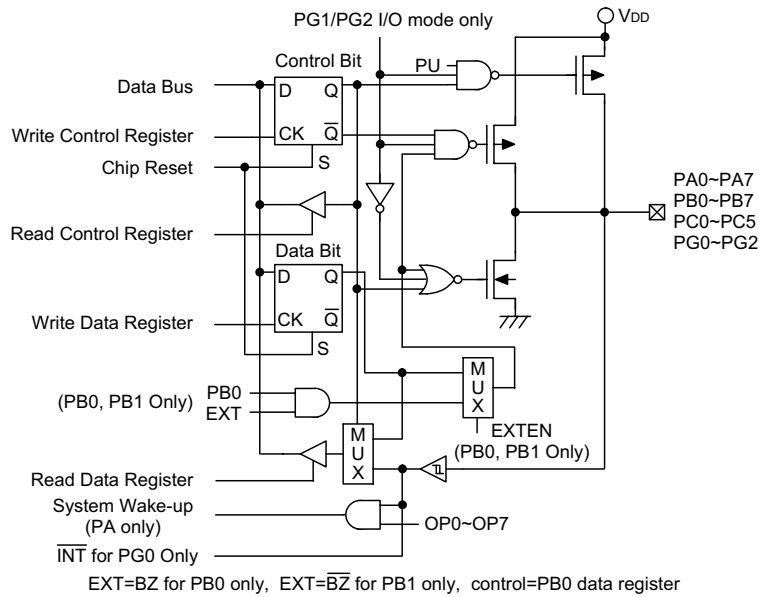 PG1/PG2 I/O mode only
VDD
Control Bit
PU
Data Bus
D Q
Write Control Register
CK Q̅
Chip Reset
S
PA0~PA7
PB0~PB7
PC0~PC5
PG0~PG2
Read Control Register
Data Bit
D Q
Write Data Register
CK Q̅
S
M
U
X
(PB0, PB1 Only)
PB0
EXT
EXTEN
(PB0, PB1 Only)
M
U
X
Read Data Register
System Wake-up
(PA only)
OP0~OP7
I̅N̅T̅ for PG0 Only
EXT=BZ for PB0 only, EXT=B̅Z̅ for PB1 only, control=PB0 data register